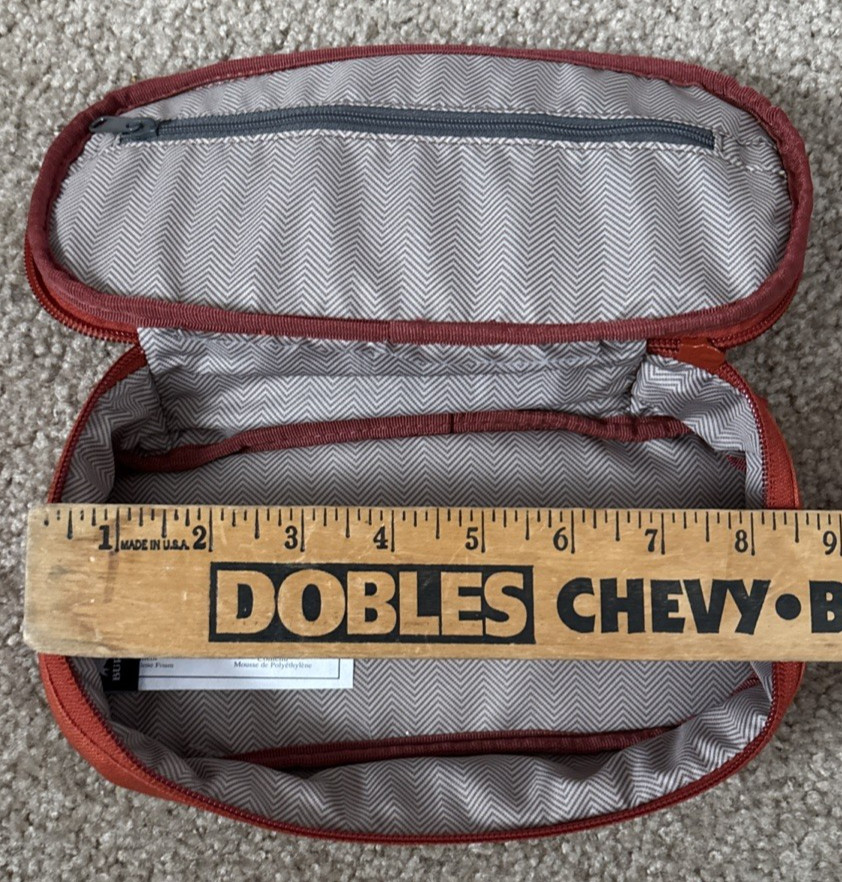 1 MADE IN U.S.A. 2 3 4 5 6 7 8 9
DOBLES CHEVY•B
Mousse de Polyéthylène